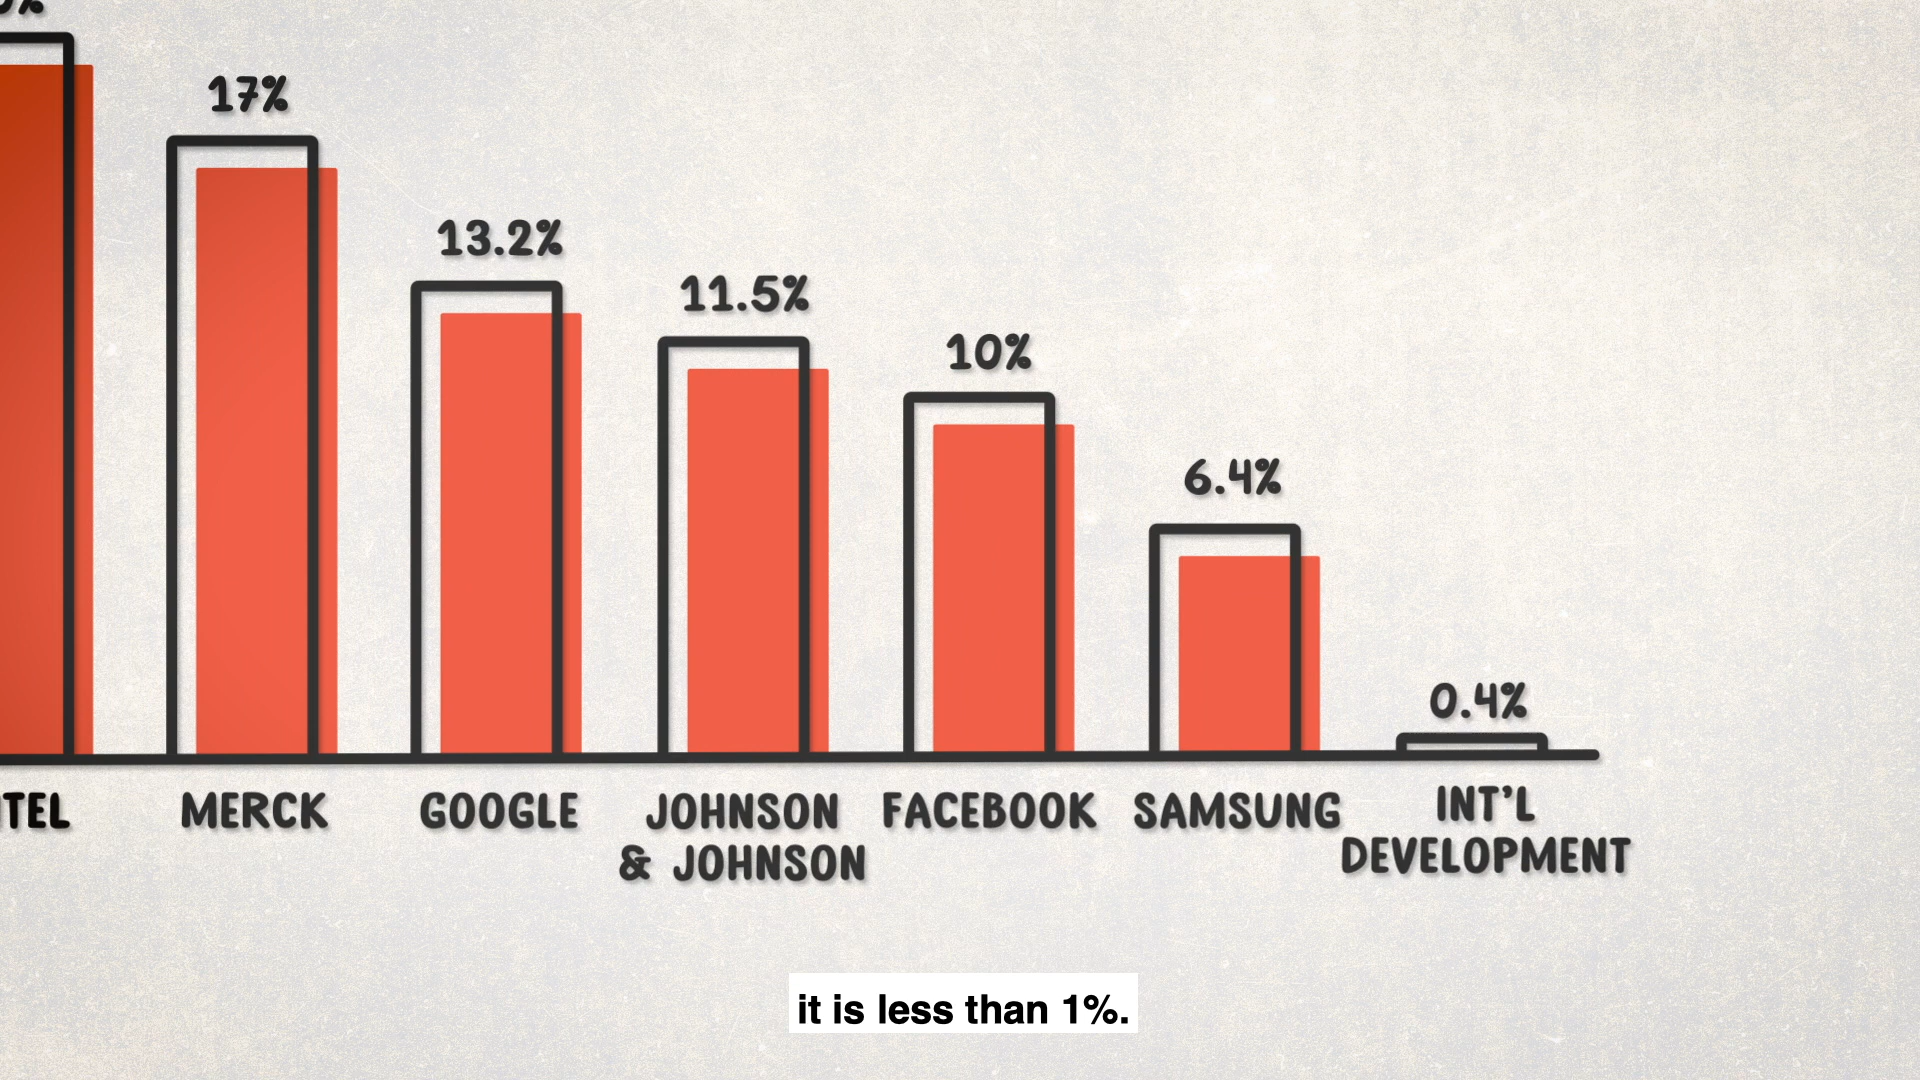 17%
13.2%
11.5%
10%
6.4%
0.4%
MERCK
GOOGLE
JOHNSON
& JOHNSON
FACEBOOK
SAMSUNG
INT'L
DEVELOPMENT
it is less than 1%.